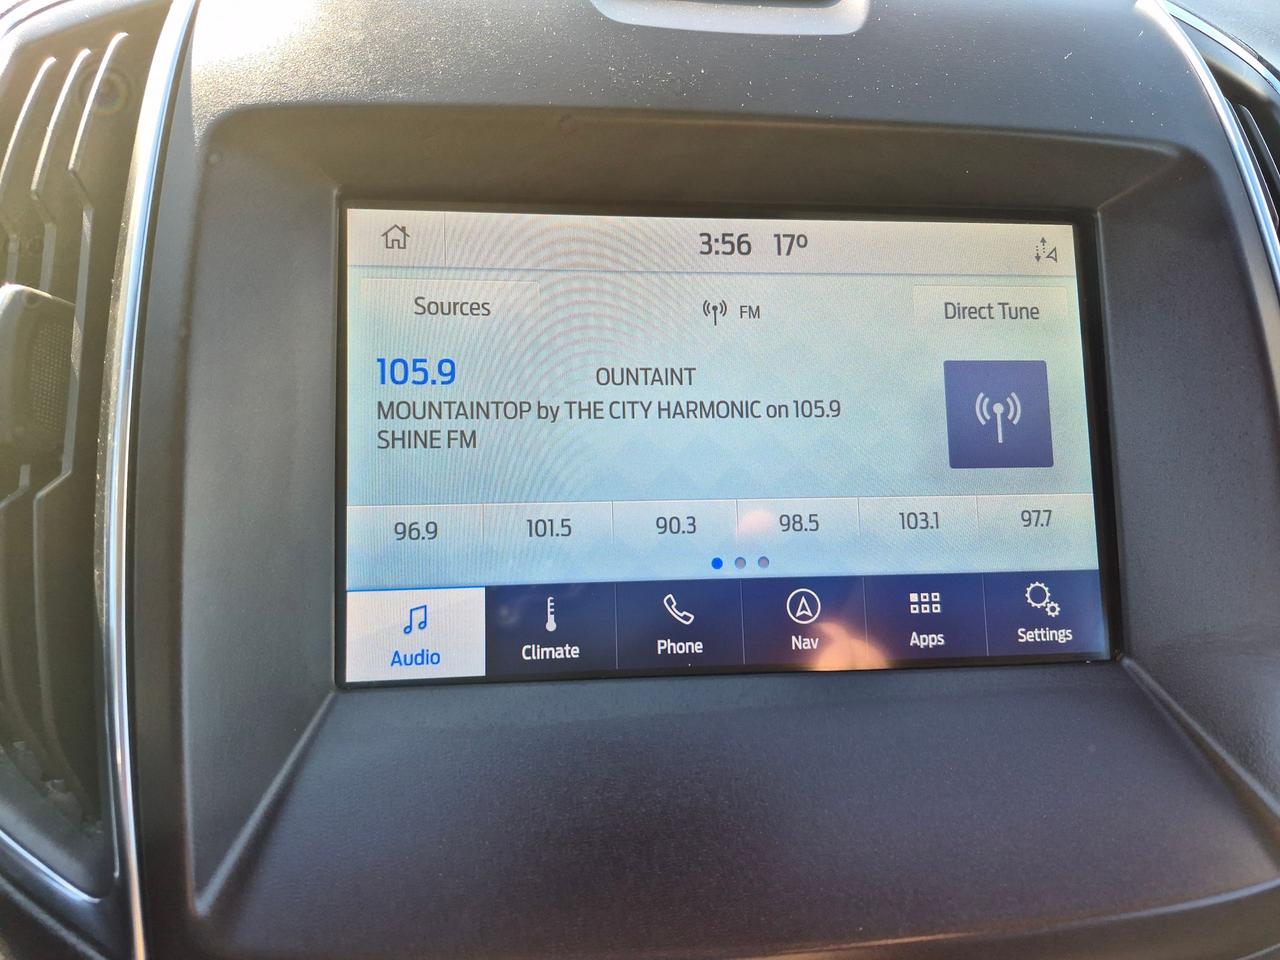 3:56 17º
Sources FM Direct Tune
105.9 OUNTAINT
MOUNTAINTOP by THE CITY HARMONIC on 105.9
SHINE FM
96.9 101.5 90.3 98.5 103.1 97.7
Audio Climate Phone Nav Apps Settings